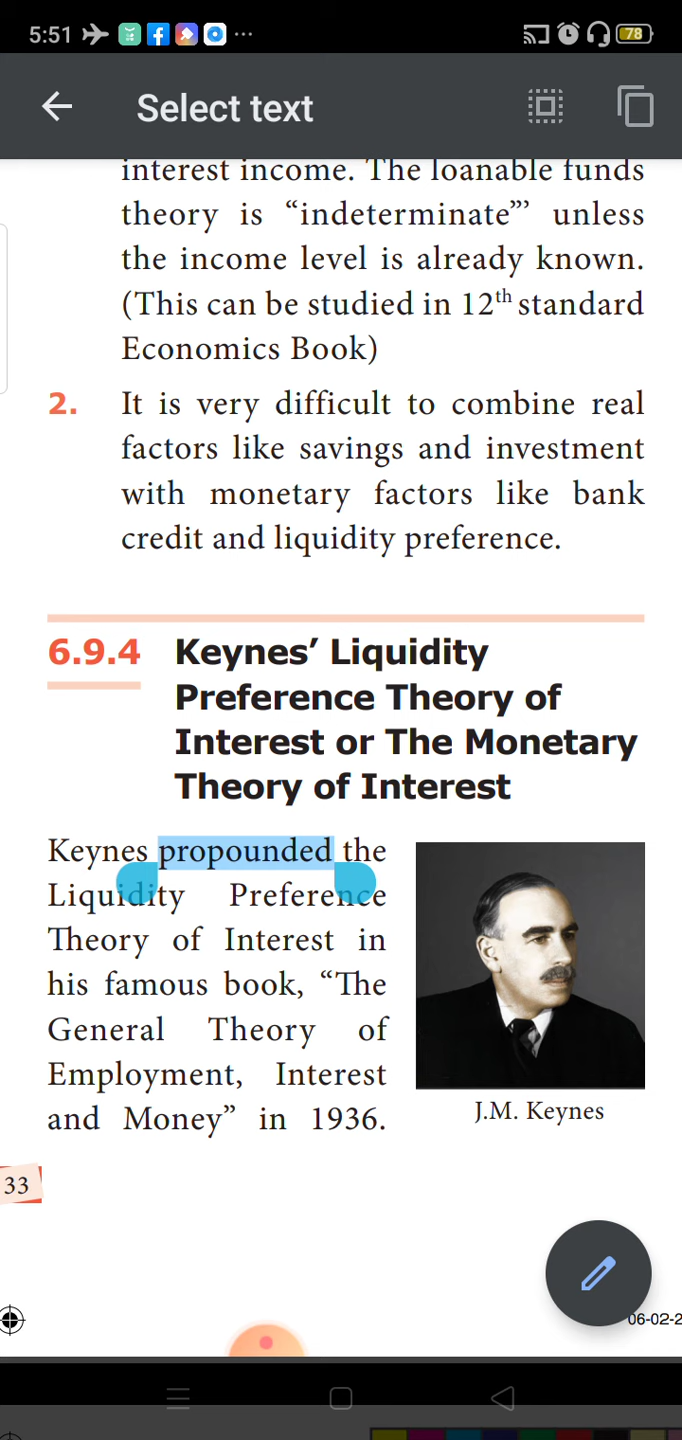 5:51
78
Select text
interest income. The loanable funds
theory is “indeterminate”’ unless
the income level is already known.
(This can be studied in 12th standard
Economics Book)
2. It is very difficult to combine real
factors like savings and investment
with monetary factors like bank
credit and liquidity preference.
6.9.4 Keynes’ Liquidity
Preference Theory of
Interest or The Monetary
Theory of Interest
Keynes propounded the
Liquidity Preference
Theory of Interest in
his famous book, “The
General Theory of
Employment, Interest
and Money” in 1936.
J.M. Keynes
33
06-02-2